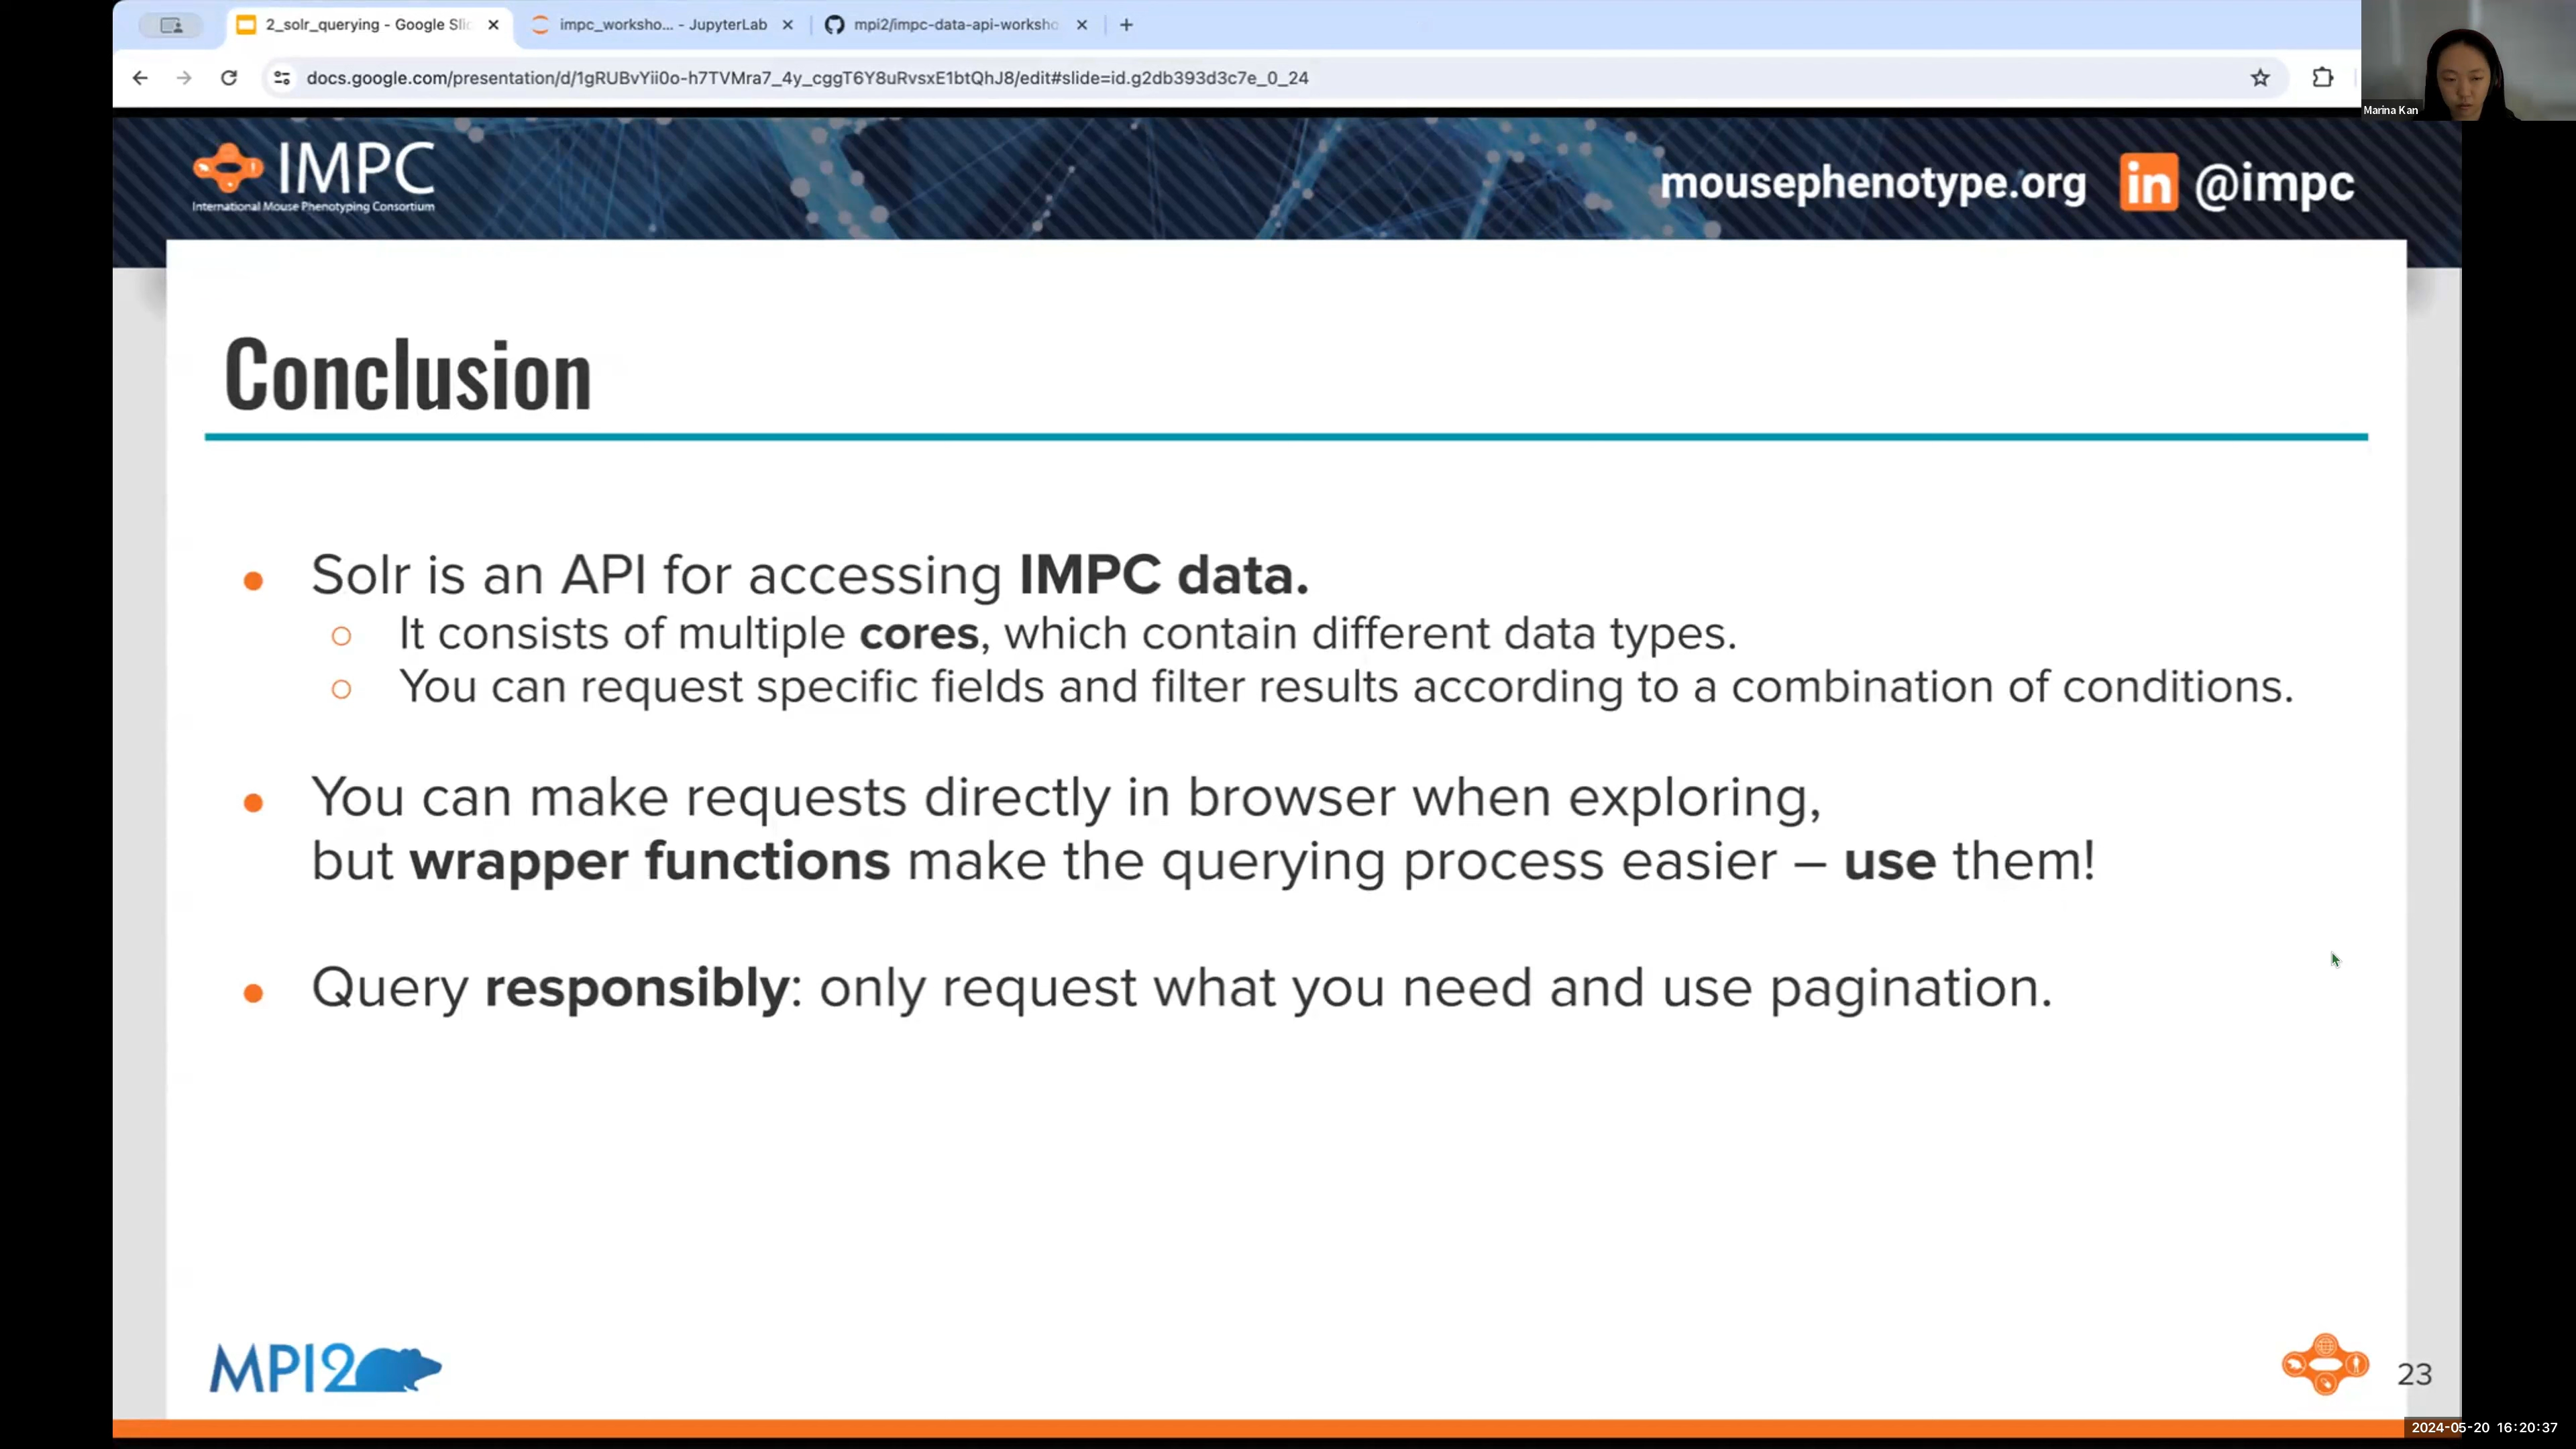 2_solr_querying - Google Slic
impc_worksho... - JupyterLab
mpi2/impc-data-api-worksho
docs.google.com/presentation/d/1gRUBvYii0o-h7TVMra7_4y_cggT6Y8uRvsxE1btQhJ8/edit#slide=id.g2db393d3c7e_0_24
Marina Kan
IMPC
International Mouse Phenotyping Consortium
mousephenotype.org in @impc
Conclusion
Solr is an API for accessing IMPC data.
It consists of multiple cores, which contain different data types.
You can request specific fields and filter results according to a combination of conditions.
You can make requests directly in browser when exploring,
but wrapper functions make the querying process easier – use them!
Query responsibly: only request what you need and use pagination.
MPI2
23
2024-05-20 16:20:37